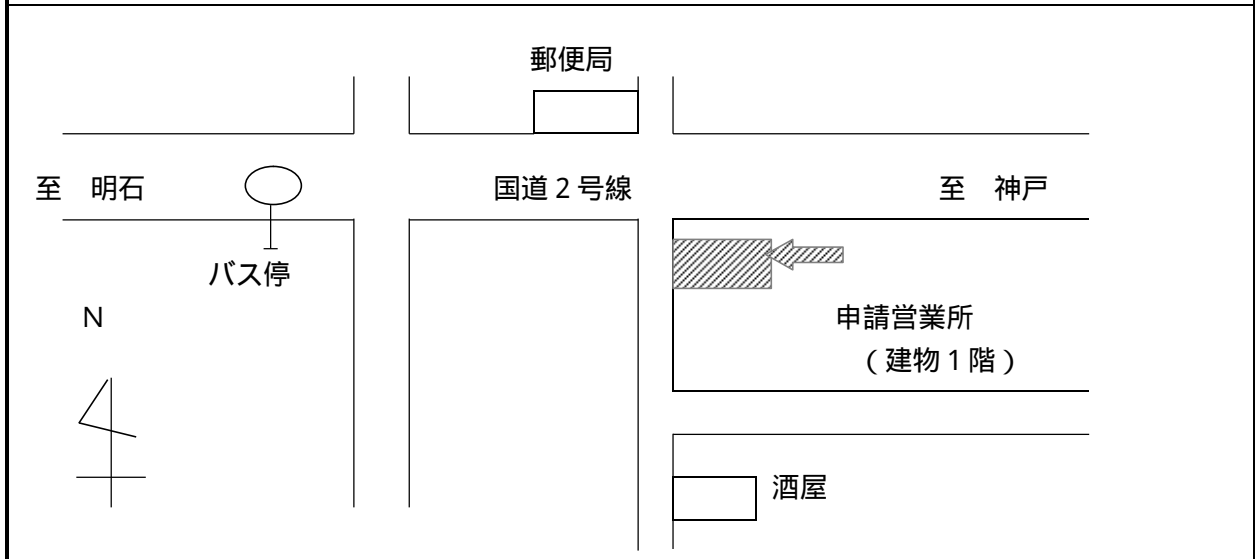 郵便局
至　明石
国道２号線
至　神戸
バス停
N
申請営業所
（建物１階）
酒屋